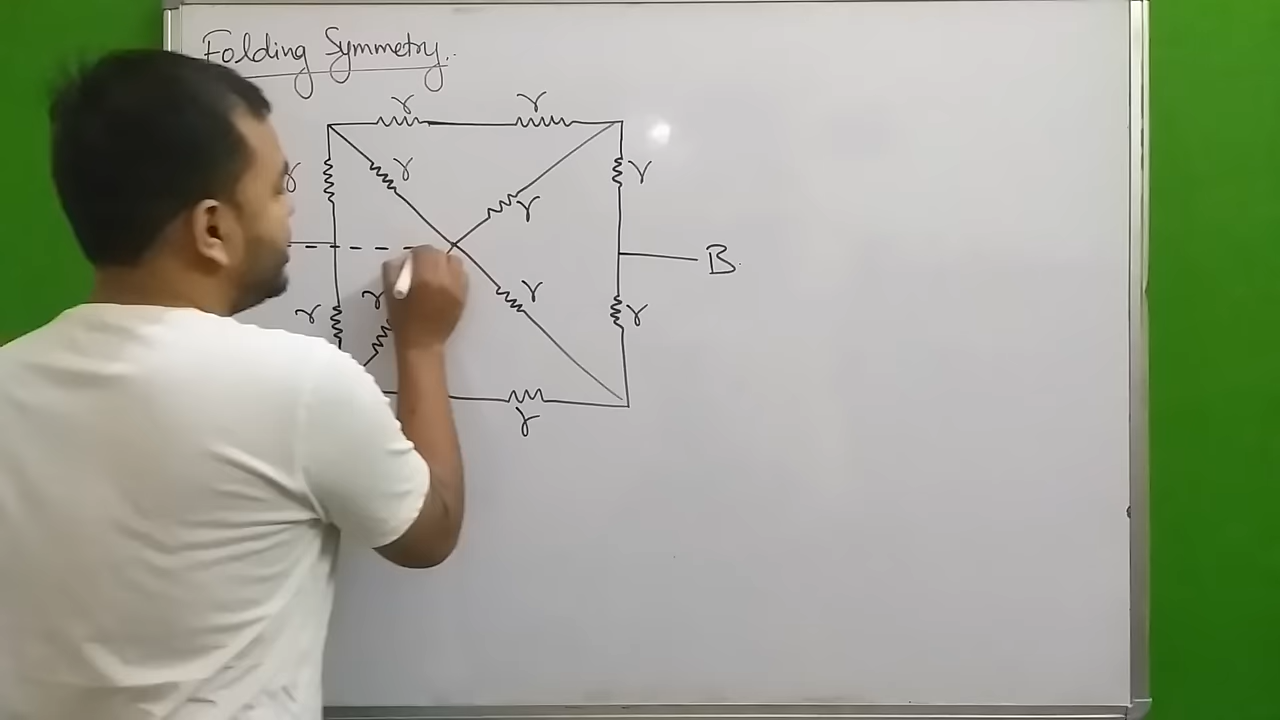 Folding Symmetry.
r r
r r r r
B.
r r r r
r